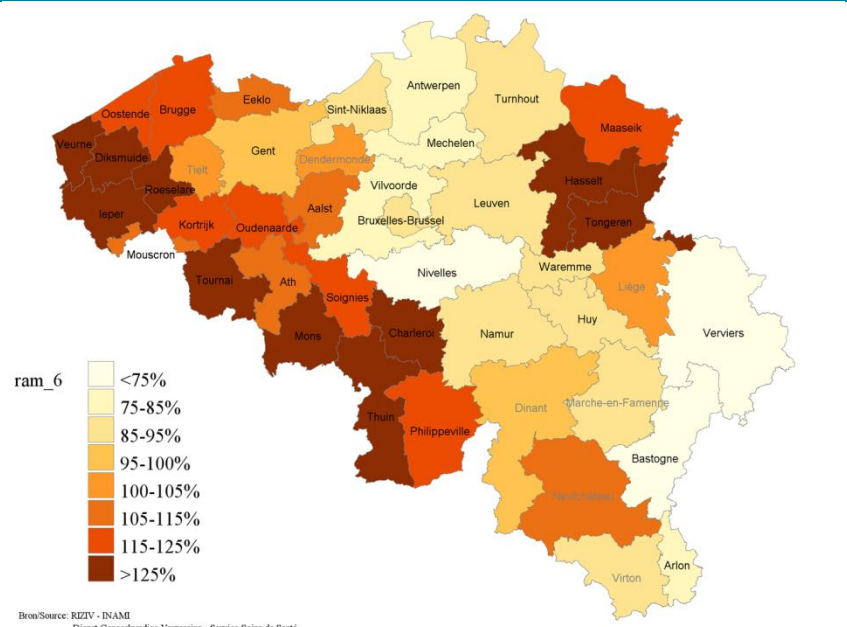 Antwerpen
Turnhout
Eeklo
Sint-Niklaas
Oostende
Brugge
Maaseik
Veurne
Mechelen
Gent
Diksmuide
Dendermonde
Tielt
Vilvoorde
Hasselt
Roeselare
Leuven
Aalst
Ieper
Bruxelles-Brussel
Tongeren
Kortrijk
Oudenaarde
Mouscron
Nivelles
Waremme
Tournai
Ath
Liège
Soignies
Huy
Mons
Charleroi
Namur
Verviers
ram_6
<75%
75-85%
85-95%
95-100%
100-105%
105-115%
115-125%
>125%
Thuin
Philippeville
Dinant
Marche-en-Famenne
Bastogne
Neufchâteau
Arlon
Virton
Bron/Source: RIZIV - INAMI